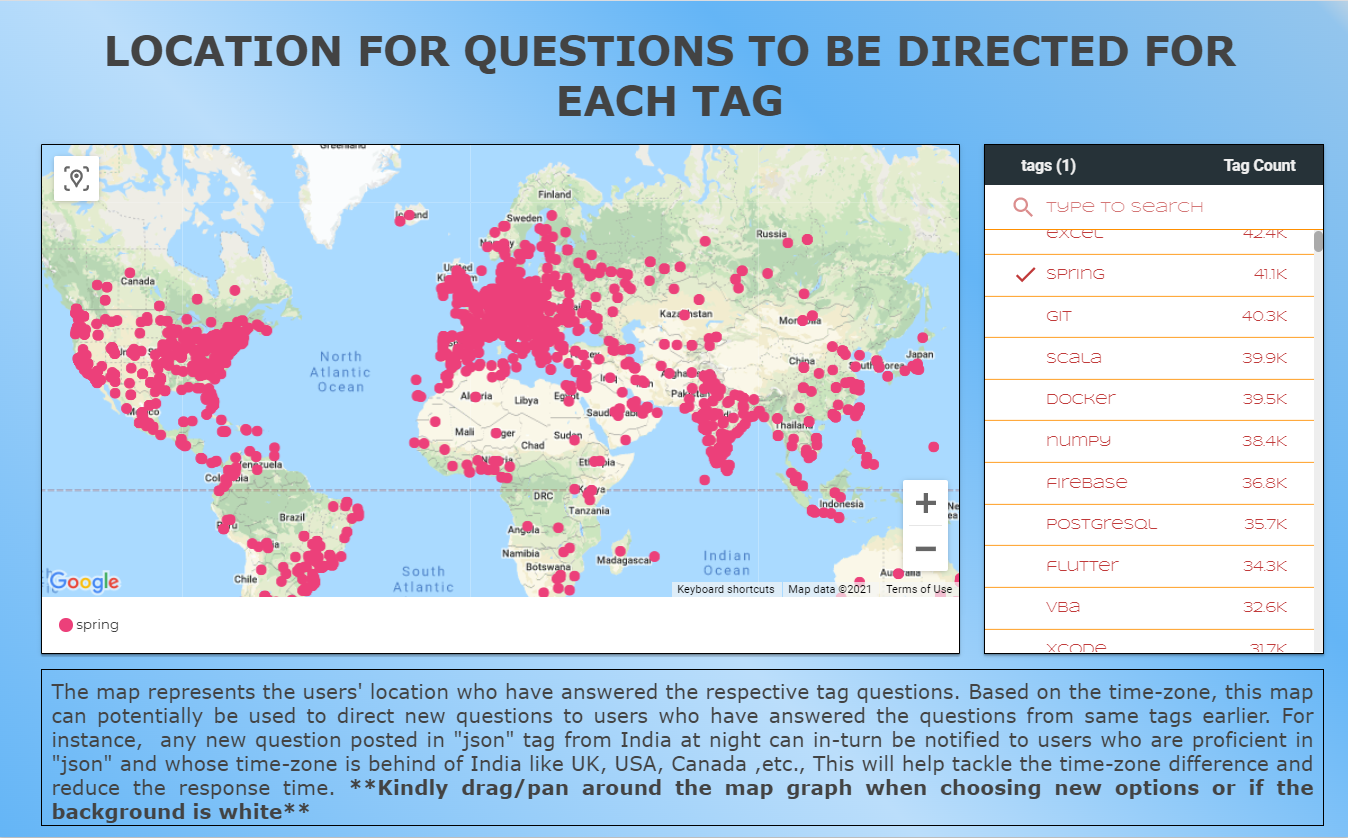 LOCATION FOR QUESTIONS TO BE DIRECTED FOR
EACH TAG
Greenland
Iceland
Finland
Sweden
Norway
Russia
Canada
United
Kazakhstan
Mongolia
North
Atlantic
Ocean
China
Japan
South Korea
Mexico
Algeria
Libya
Egypt
Saudi Arabia
Mali
Niger
Chad
Sudan
Thailand
Nigeria
Ethiopia
Venezuela
Colombia
DRC
Kenya
Indonesia
Tanzania
Brazil
Peru
Angola
Namibia
Botswana
Madagascar
Indian
Ocean
Chile
South
Atlantic
Australia
Google
Keyboard shortcuts
Map data ©2021
Terms of Use
spring
tags (1) Tag Count
Type to search
excel 42.4K
spring 41.1K
git 40.3K
scala 39.9K
docker 39.5K
numpy 38.4K
firebase 36.8K
postgresql 35.7K
flutter 34.3K
vba 32.6K
xcode 31.7K
The map represents the users' location who have answered the respective tag questions. Based on the time-zone, this map
can potentially be used to direct new questions to users who have answered the questions from same tags earlier. For
instance,  any new question posted in "json" tag from India at night can in-turn be notified to users who are proficient in
"json" and whose time-zone is behind of India like UK, USA, Canada ,etc., This will help tackle the time-zone difference and
reduce the response time. **Kindly drag/pan around the map graph when choosing new options or if the
background is white**